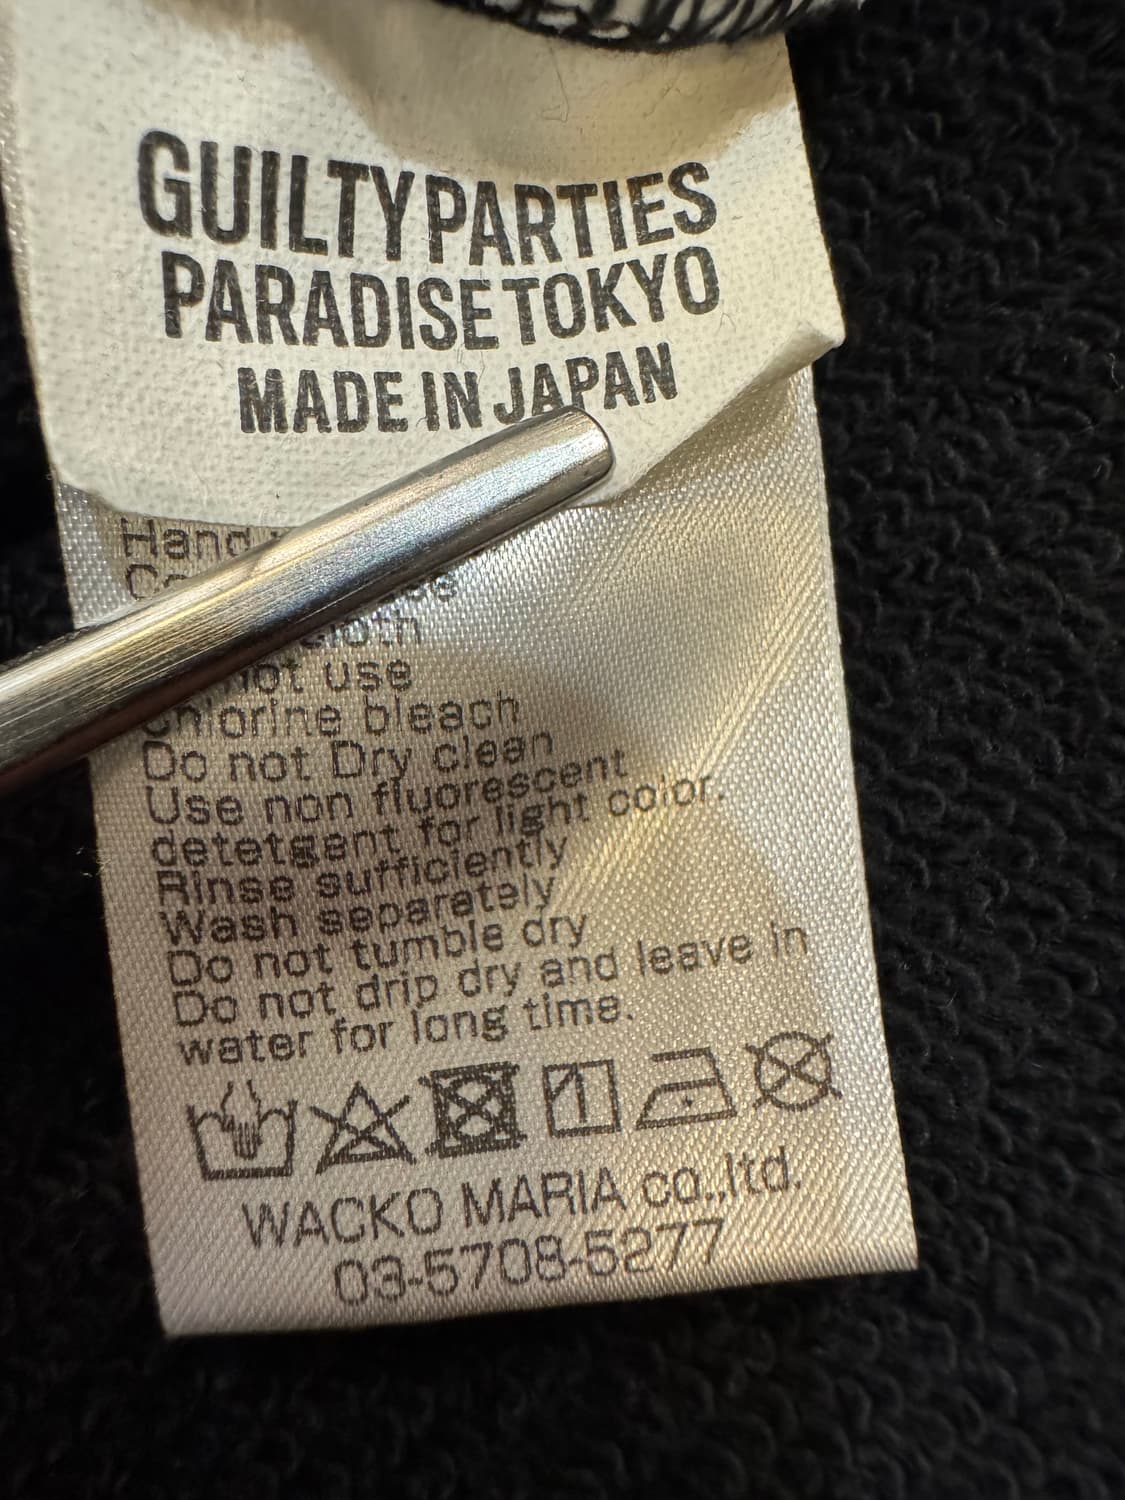 GUILTY PARTIES
PARADISE TOKYO
MADE IN JAPAN
Hand
not use
chlorine bleach
Do not Dry clean
Use non fluorescent
detetgent for light color.
Rinse sufficiently
Wash separately
Do not tumble dry
Do not drip dry and leave in
water for long time.
WACKO MARIA co.,ltd.
03-5708-5277